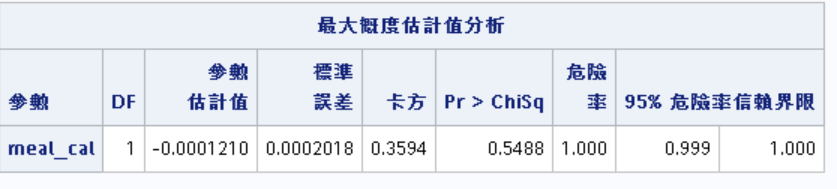 最大概度估計值分析
參數 DF 參數估計值 標準誤差 卡方 Pr > ChiSq 危險率 95% 危險率信賴界限
meal_cal 1 -0.0001210 0.0002018 0.3594 0.5488 1.000 0.999 1.000